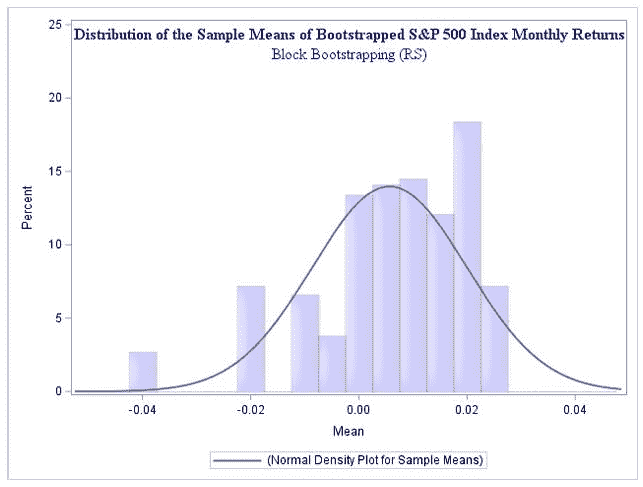 Distribution of the Sample Means of Bootstrapped S&P 500 Index Monthly Returns
Block Bootstrapping (RS)
25
20
15
10
5
0
Percent
-0.04 -0.02 0.00 0.02 0.04
Mean
(Normal Density Plot for Sample Means)